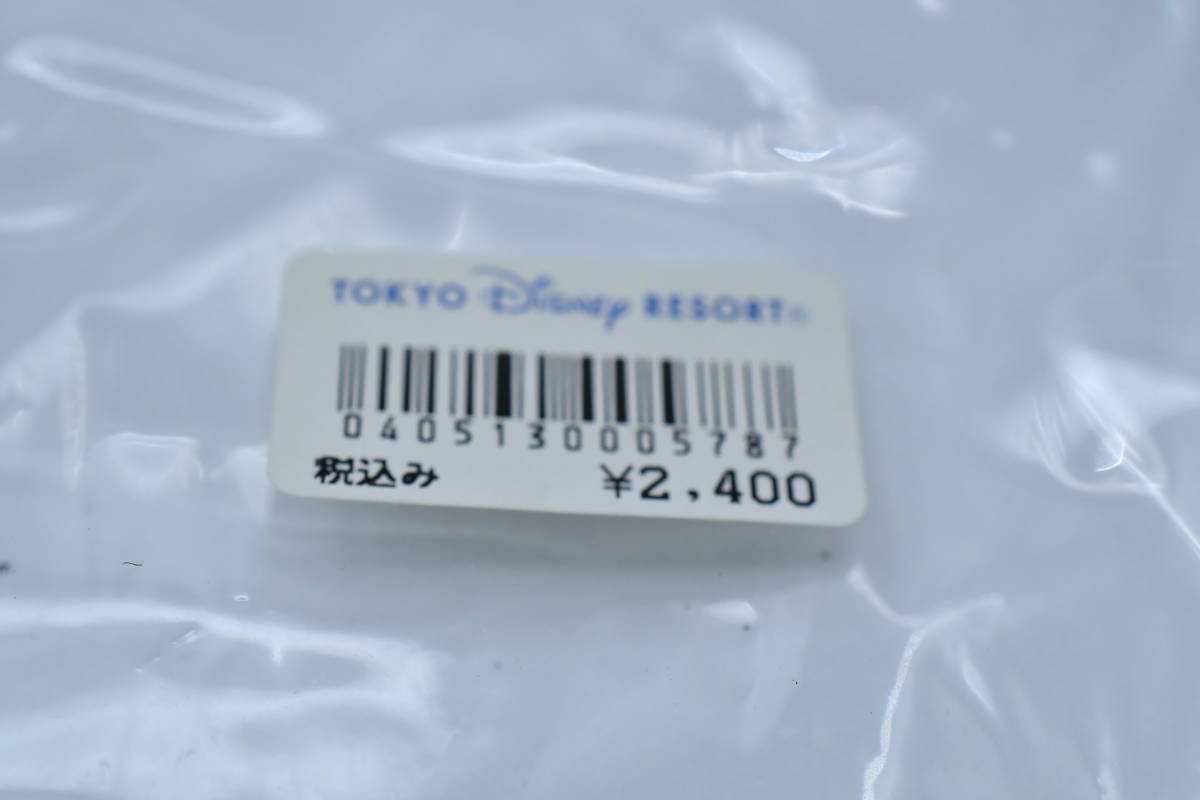 TOKYO Disney RESORT®
0405130005787
税込み ¥2,400